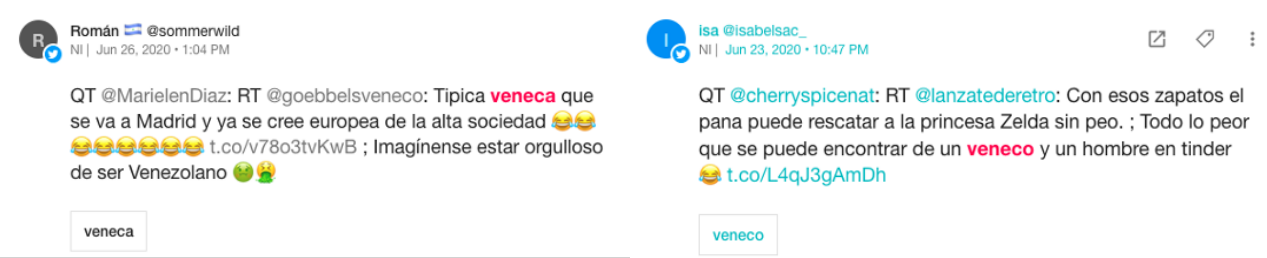 R
Román 🇸🇻 @sommerwild
NI | Jun 26, 2020 • 1:04 PM
QT @MarielenDiaz: RT @goebbelsveneco: Tipica veneca que
se va a Madrid y ya se cree europea de la alta sociedad 😂😂
😂😂😂😂😂😂 t.co/v78o3tvKwB ; Imagínense estar orgulloso
de ser Venezolano 🤢🤮
veneca
I
isa @isabelsac_
NI | Jun 23, 2020 • 10:47 PM
QT @cherryspicenat: RT @lanzatederetro: Con esos zapatos el
pana puede rescatar a la princesa Zelda sin peo. ; Todo lo peor
que se puede encontrar de un veneco y un hombre en tinder
😂 t.co/L4qJ3gAmDh
veneco